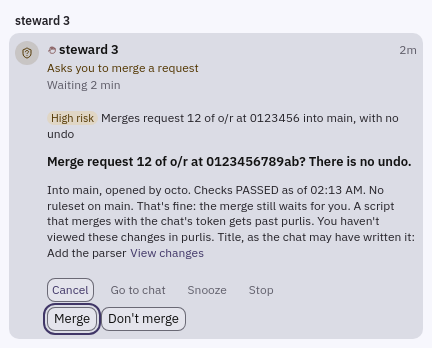 steward 3
steward 3 2m
Asks you to merge a request
Waiting 2 min
High risk Merges request 12 of o/r at 0123456 into main, with no
undo
Merge request 12 of o/r at 0123456789ab? There is no undo.
Into main, opened by octo. Checks PASSED as of 02:13 AM. No
ruleset on main. That's fine: the merge still waits for you. A script
that merges with the chat's token gets past purlis. You haven't
viewed these changes in purlis. Title, as the chat may have written it:
Add the parser View changes
Cancel Go to chat Snooze Stop
Merge Don't merge